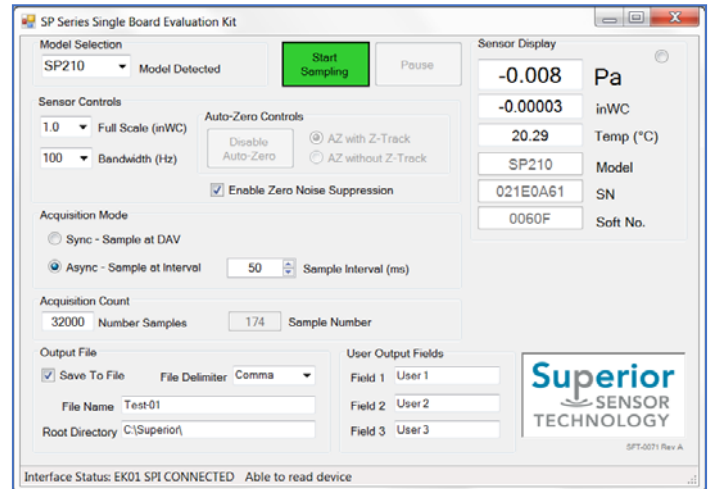 SP Series Single Board Evaluation Kit
Model Selection
SP210 Model Detected
Start Sampling
Pause
Sensor Display
-0.008 Pa
-0.00003 inWC
20.29 Temp (°C)
SP210 Model
021E0A61 SN
0060F Soft No.
Sensor Controls
1.0 Full Scale (inWC)
100 Bandwidth (Hz)
Auto-Zero Controls
Disable Auto-Zero
AZ with Z-Track
AZ without Z-Track
Enable Zero Noise Suppression
Acquisition Mode
Sync - Sample at DAV
Async - Sample at Interval 50 Sample Interval (ms)
Acquisition Count
32000 Number Samples 174 Sample Number
Output File
Save To File File Delimiter Comma
File Name Test-01
Root Directory C:\Superior\
User Output Fields
Field 1 User 1
Field 2 User 2
Field 3 User 3
Superior
SENSOR
TECHNOLOGY
SFT-0071 Rev A
Interface Status: EK01 SPI CONNECTED Able to read device